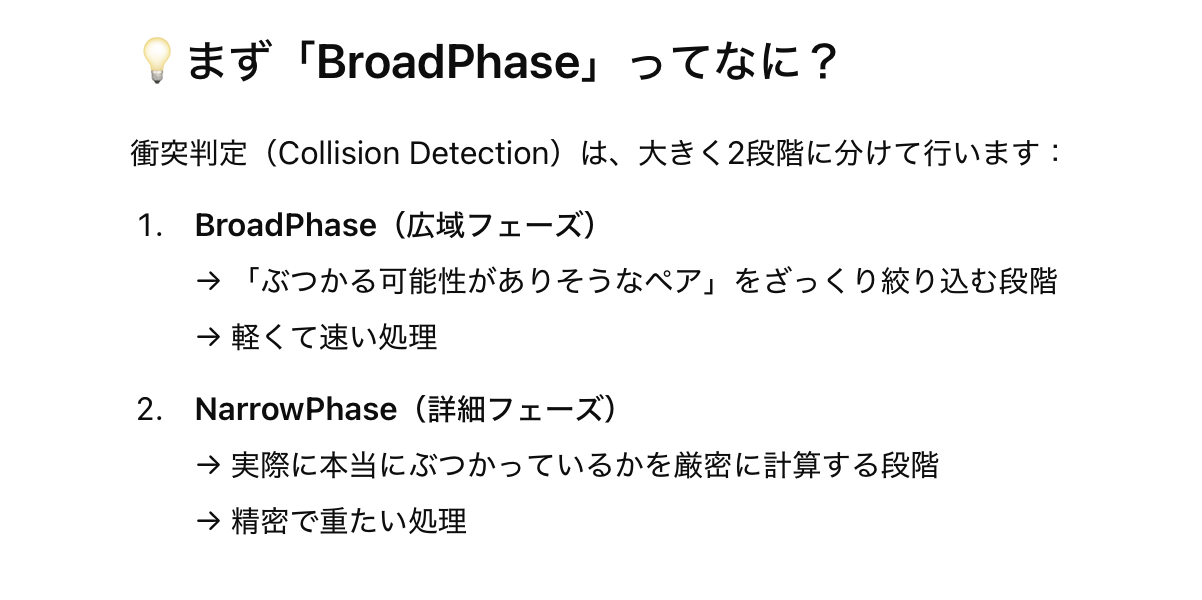 💡まず「BroadPhase」ってなに？
衝突判定（Collision Detection）は、大きく2段階に分けて行います：
1. BroadPhase（広域フェーズ）
→ 「ぶつかる可能性がありそうなペア」をざっくり絞り込む段階
→ 軽くて速い処理
2. NarrowPhase（詳細フェーズ）
→ 実際に本当にぶつかっているかを厳密に計算する段階
→ 精密で重たい処理